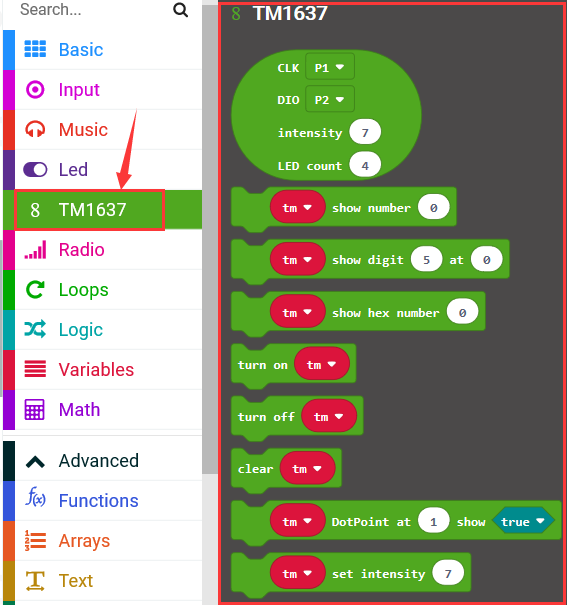 Search...
Basic
Input
Music
Led
8 TM1637
Radio
Loops
Logic
Variables
Math
Advanced
f(x) Functions
Arrays
Text
8 TM1637
CLK P1
DIO P2
intensity 7
LED count 4
tm show number 0
tm show digit 5 at 0
tm show hex number 0
turn on tm
turn off tm
clear tm
tm DotPoint at 1 show true
tm set intensity 7